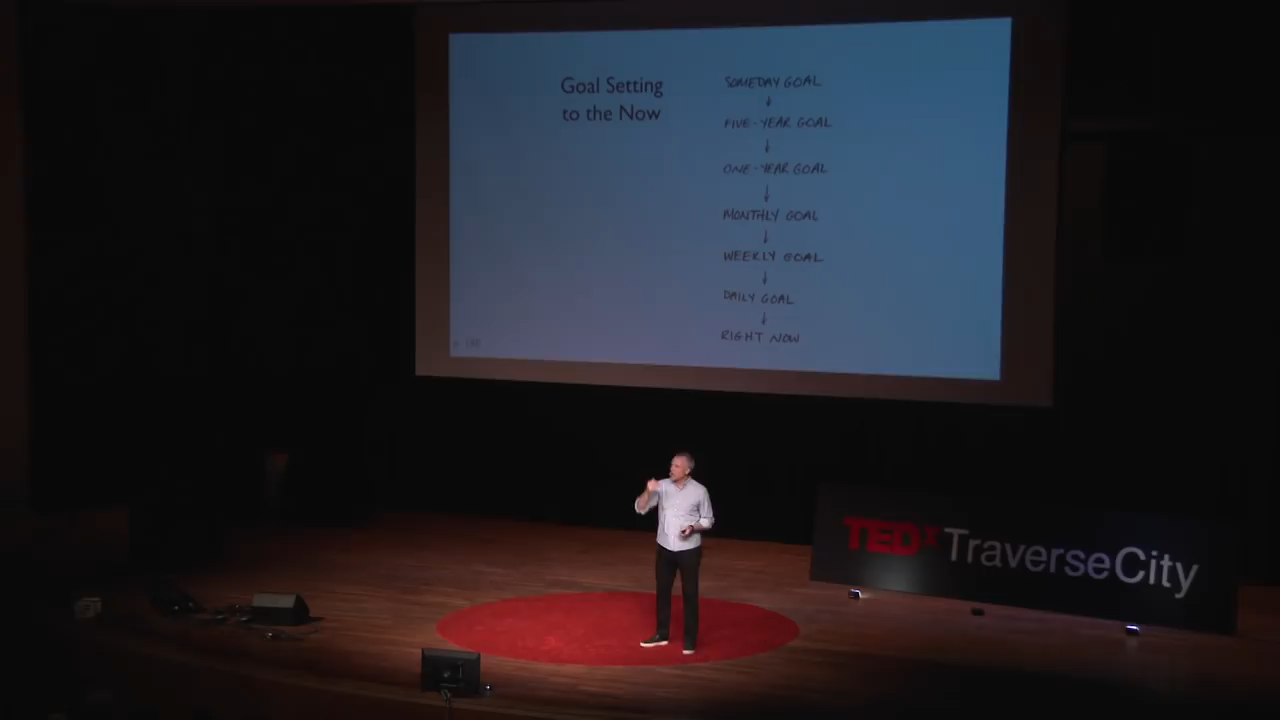 Goal Setting
to the Now
SOMEDAY GOAL
↓
FIVE-YEAR GOAL
↓
ONE-YEAR GOAL
↓
MONTHLY GOAL
↓
WEEKLY GOAL
↓
DAILY GOAL
↓
RIGHT NOW
TEDx TraverseCity